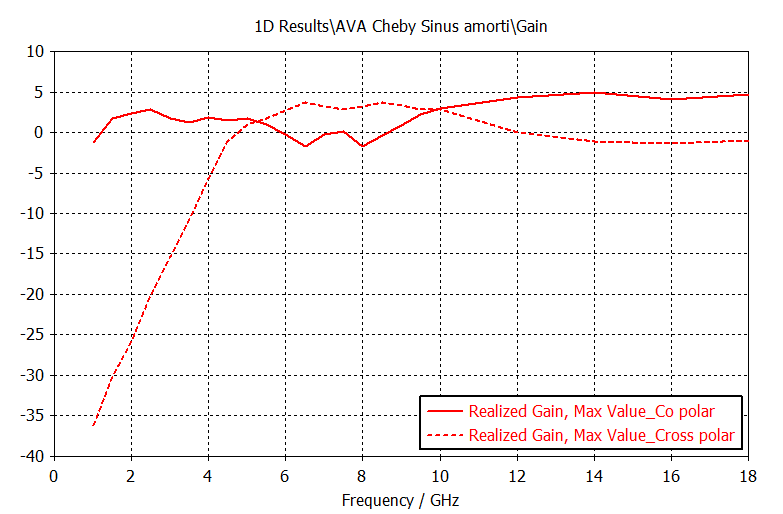 1D Results\AVA Cheby Sinus amorti\Gain
10
5
0
-5
-10
-15
-20
-25
-30
-35
-40
Realized Gain, Max Value_Co polar
Realized Gain, Max Value_Cross polar
0 2 4 6 8 10 12 14 16 18
Frequency / GHz